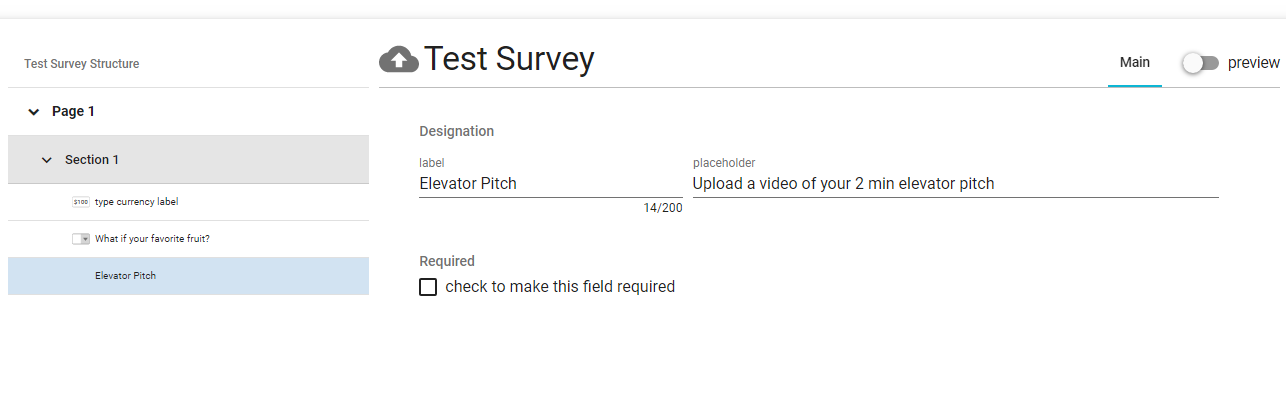 Test Survey Structure
Page 1
Section 1
$100 type currency label
What if your favorite fruit?
Elevator Pitch
Test Survey
Main
preview
Designation
label
Elevator Pitch
14/200
placeholder
Upload a video of your 2 min elevator pitch
Required
check to make this field required